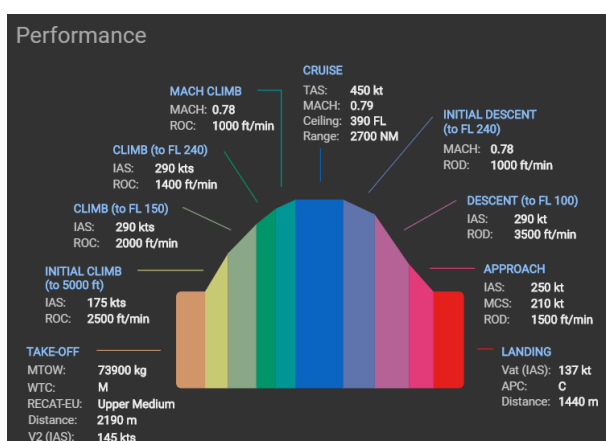 Performance
CRUISE
TAS: 450 kt
MACH: 0.79
Ceiling: 390 FL
Range: 2700 NM
MACH CLIMB
MACH: 0.78
ROC: 1000 ft/min
INITIAL DESCENT
(to FL 240)
MACH: 0.78
ROD: 1000 ft/min
CLIMB (to FL 240)
IAS: 290 kts
ROC: 1400 ft/min
DESCENT (to FL 100)
IAS: 290 kt
ROD: 3500 ft/min
CLIMB (to FL 150)
IAS: 290 kts
ROC: 2000 ft/min
INITIAL CLIMB
(to 5000 ft)
IAS: 175 kts
ROC: 2500 ft/min
APPROACH
IAS: 250 kt
MCS: 210 kt
ROD: 1500 ft/min
TAKE-OFF
MTOW: 73900 kg
WTC: M
RECAT-EU: Upper Medium
Distance: 2190 m
V2 (IAS): 145 kts
LANDING
Vat (IAS): 137 kt
APC: C
Distance: 1440 m